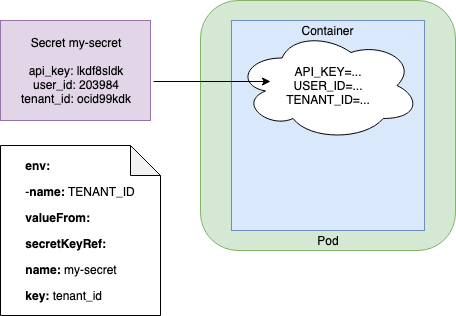 Secret my-secret
api_key: lkdf8sldk
user_id: 203984
tenant_id: ocid99kdk
Container
API_KEY=...
USER_ID=...
TENANT_ID=...
Pod
env:
-name: TENANT_ID
valueFrom:
secretKeyRef:
name: my-secret
key: tenant_id